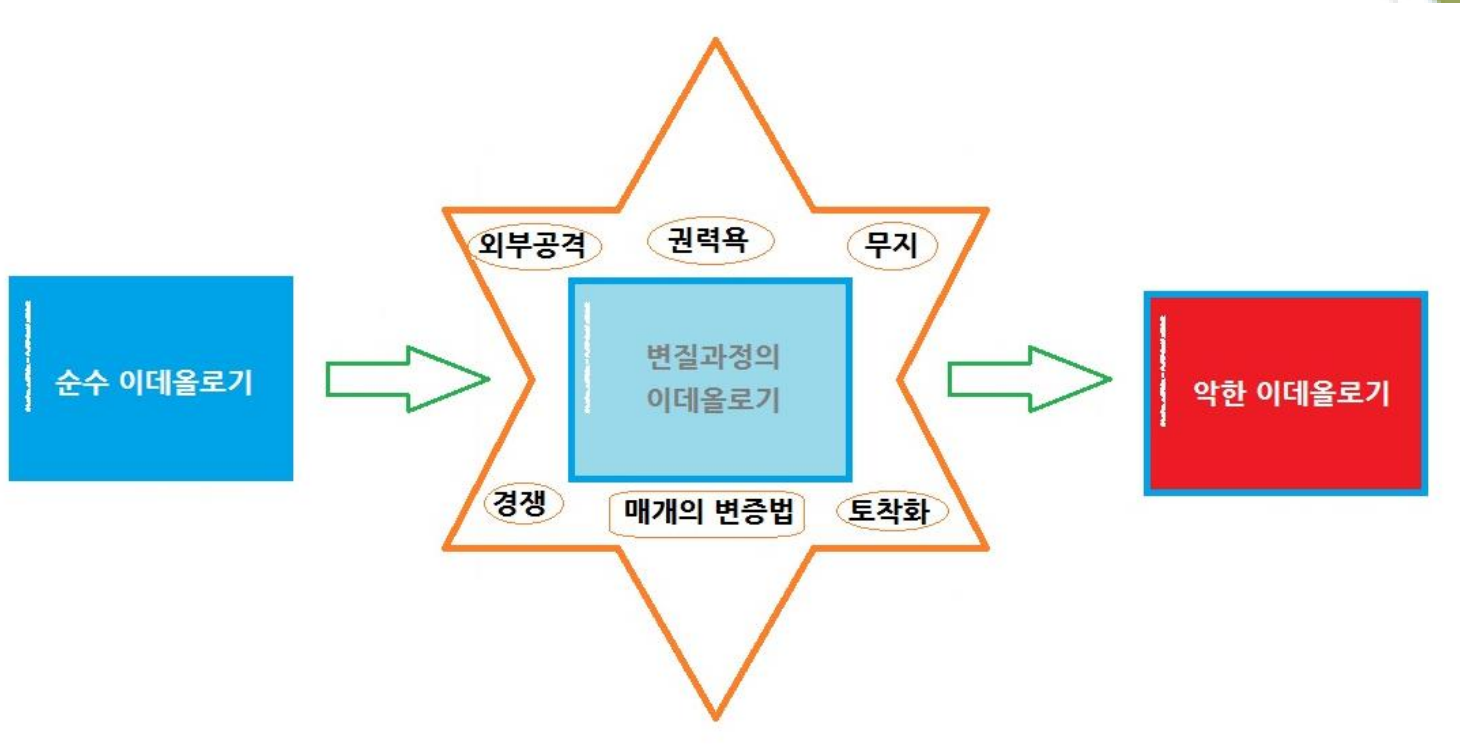 외부공격
권력욕
무지
순수 이데올로기
변질과정의
이데올로기
악한 이데올로기
경쟁
매개의 변증법
토착화